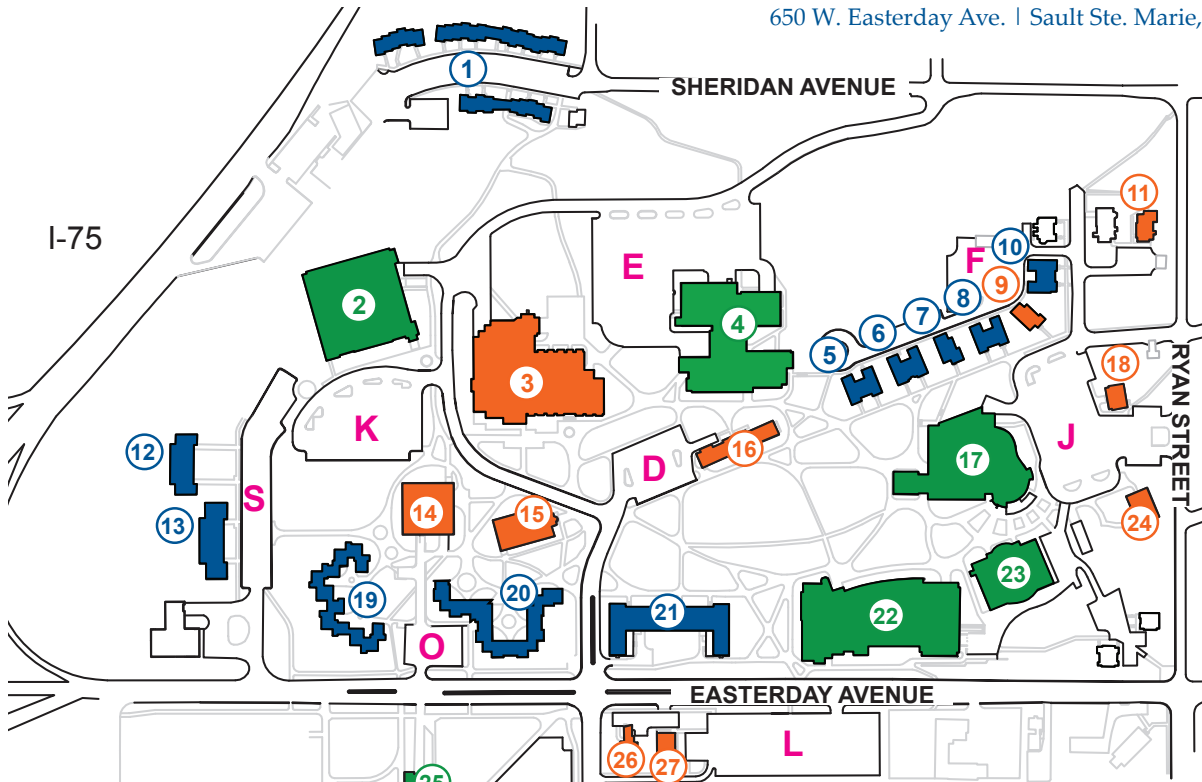 650 W. Easterday Ave. | Sault Ste. Marie,
1
SHERIDAN AVENUE
11
I-75
10
E
F
9
2
8
4
7
6
5
RYAN STREET
18
3
K
J
16
12
D
17
S
14
15
13
24
23
19
20
21
22
O
EASTERDAY AVENUE
L
26
27
25